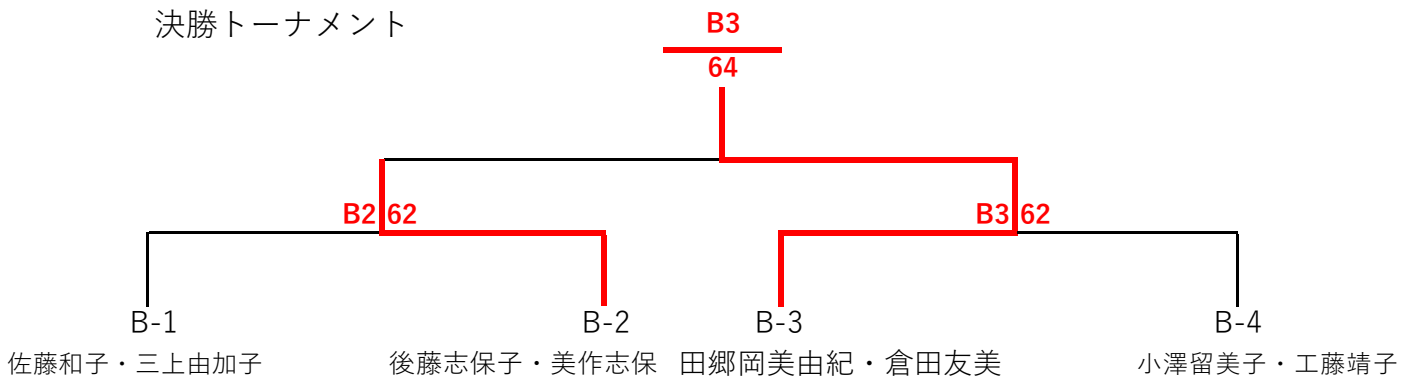 決勝トーナメント
B3
64
B2 62
B3 62
B-1
B-2
B-3
B-4
佐藤和子・三上由加子
後藤志保子・美作志保
田郷岡美由紀・倉田友美
小澤留美子・工藤靖子